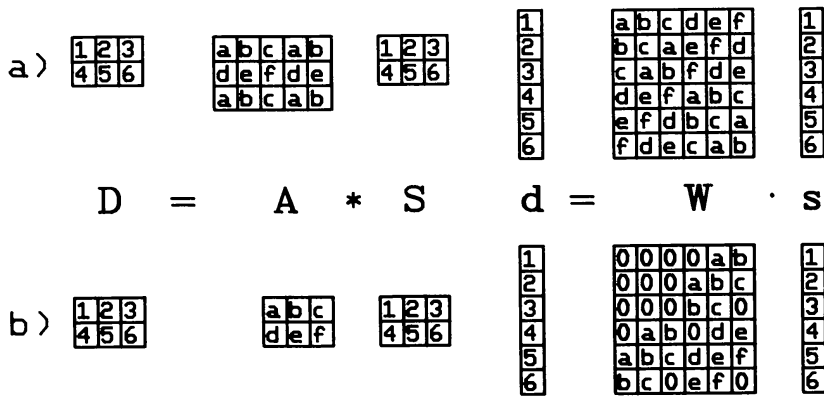 a)
1 2 3
4 5 6
a b c a b
d e f d e
a b c a b
1 2 3
4 5 6
1
2
3
4
5
6
a b c d e f
b c a e f d
c a b f d e
d e f a b c
e f d b c a
f d e c a b
1
2
3
4
5
6
D = A * S d = W · s
b)
1 2 3
4 5 6
a b c
d e f
1 2 3
4 5 6
1
2
3
4
5
6
0 0 0 0 a b
0 0 0 a b c
0 0 0 b c 0
0 a b 0 d e
a b c d e f
b c 0 e f 0
1
2
3
4
5
6